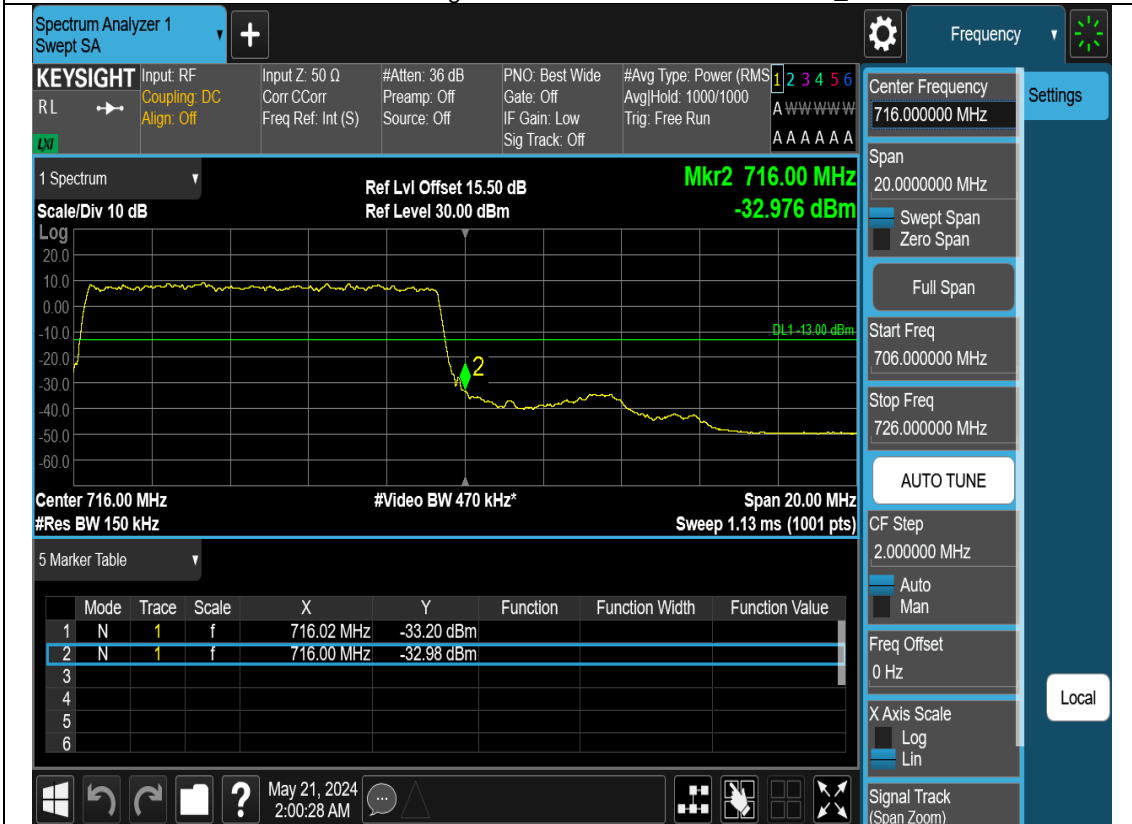 Spectrum Analyzer 1
Swept SA
+
Frequency
KEYSIGHT
R L
LXI
Input: RF
Coupling: DC
Align: Off
Input Z: 50 Ω
Corr CCorr
Freq Ref: Int (S)
#Atten: 36 dB
Preamp: Off
Source: Off
PNO: Best Wide
Gate: Off
IF Gain: Low
Sig Track: Off
#Avg Type: Power (RMS
Avg|Hold: 1000/1000
Trig: Free Run
1 2 3 4 5 6
A W W W W W
A A A A A A
1 Spectrum
Scale/Div 10 dB
Ref Lvl Offset 15.50 dB
Ref Level 30.00 dBm
Mkr2 716.00 MHz
-32.976 dBm
Log
20.0
10.0
0.00
-10.0
-20.0
-30.0
-40.0
-50.0
-60.0
DL1 -13.00 dBm
2
Center 716.00 MHz
#Res BW 150 kHz
#Video BW 470 kHz*
Span 20.00 MHz
Sweep 1.13 ms (1001 pts)
5 Marker Table
Mode Trace Scale X Y Function Function Width Function Value
1 N 1 f 716.02 MHz -33.20 dBm
2 N 1 f 716.00 MHz -32.98 dBm
3
4
5
6
Center Frequency
716.000000 MHz
Settings
Span
20.0000000 MHz
Swept Span
Zero Span
Full Span
Start Freq
706.000000 MHz
Stop Freq
726.000000 MHz
AUTO TUNE
CF Step
2.000000 MHz
Auto
Man
Freq Offset
0 Hz
X Axis Scale
Log
Lin
Local
Signal Track
(Span Zoom)
?
May 21, 2024
2:00:28 AM